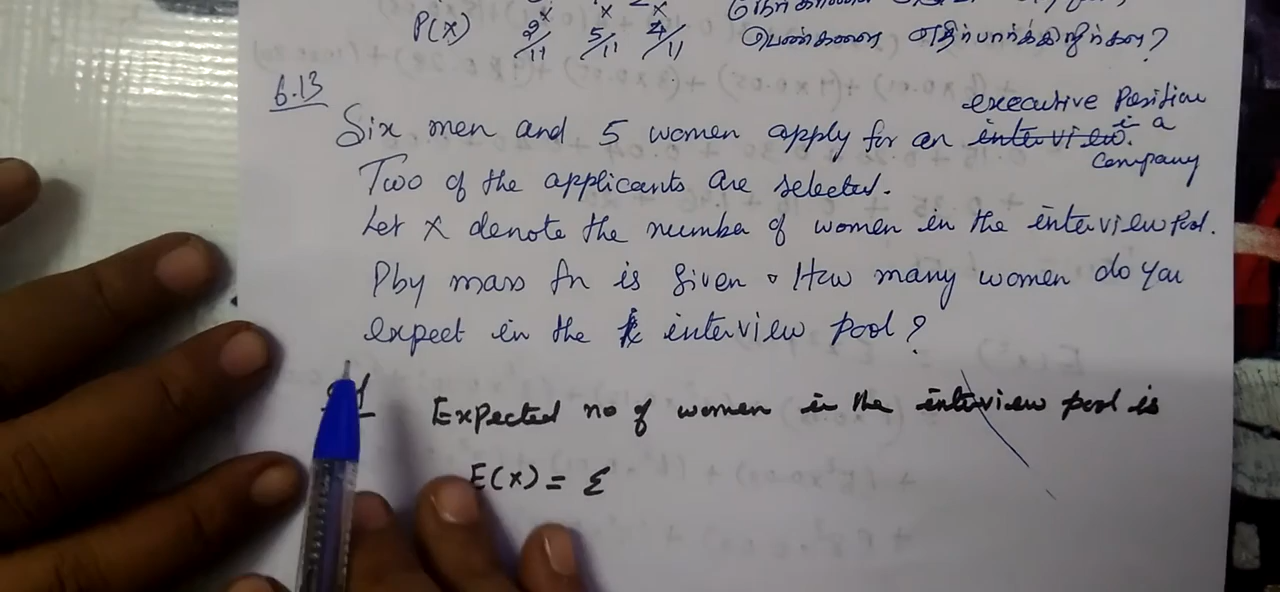 P(x) 2/11 5/11 4/11 பெண்களை எதிர்பார்க்கிறீர்கள்?
6.13
executive Position
Six men and 5 women apply for an interview. in a
company
Two of the applicants are selected.
Let X denote the number of women in the interview pool.
Pby mass fn is given. How many women do you
expect in the interview pool?
Sol
Expected no of women in the interview pool is
E(x) = Σ